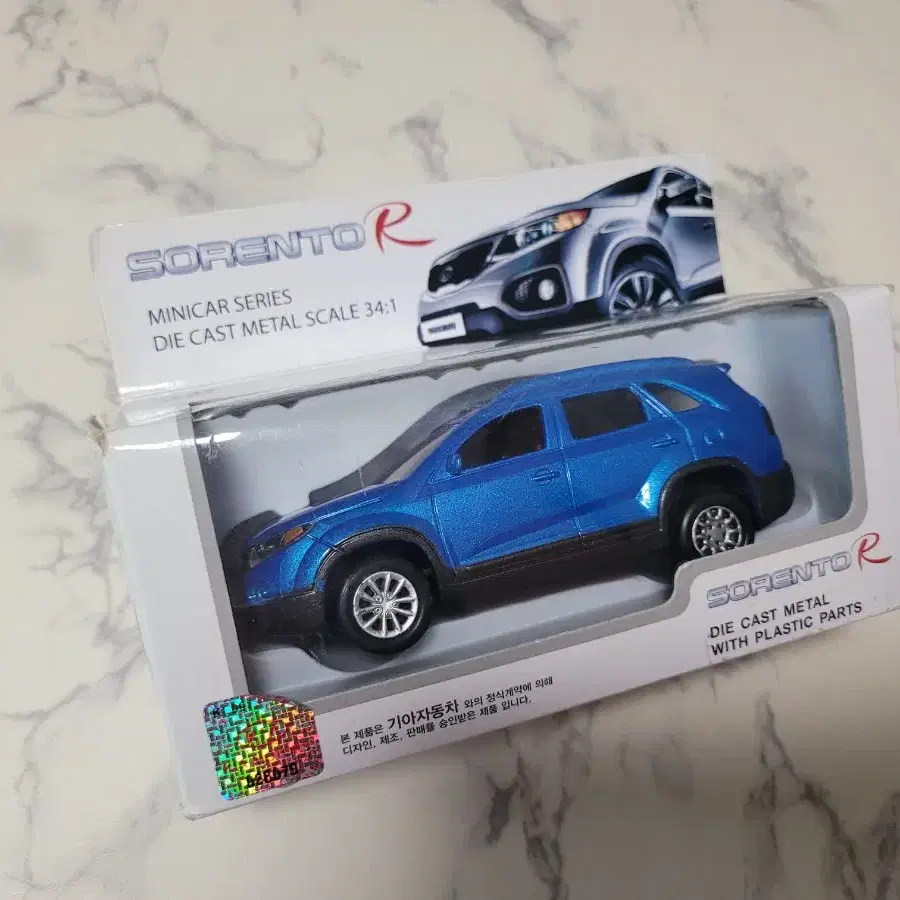 SORENTO R
MINICAR SERIES
DIE CAST METAL SCALE 34:1
SORENTO R
DIE CAST METAL
WITH PLASTIC PARTS
본 제품은 기아자동차 와의 정식계약에 의해
디자인, 제조, 판매를 승인받은 제품 입니다.